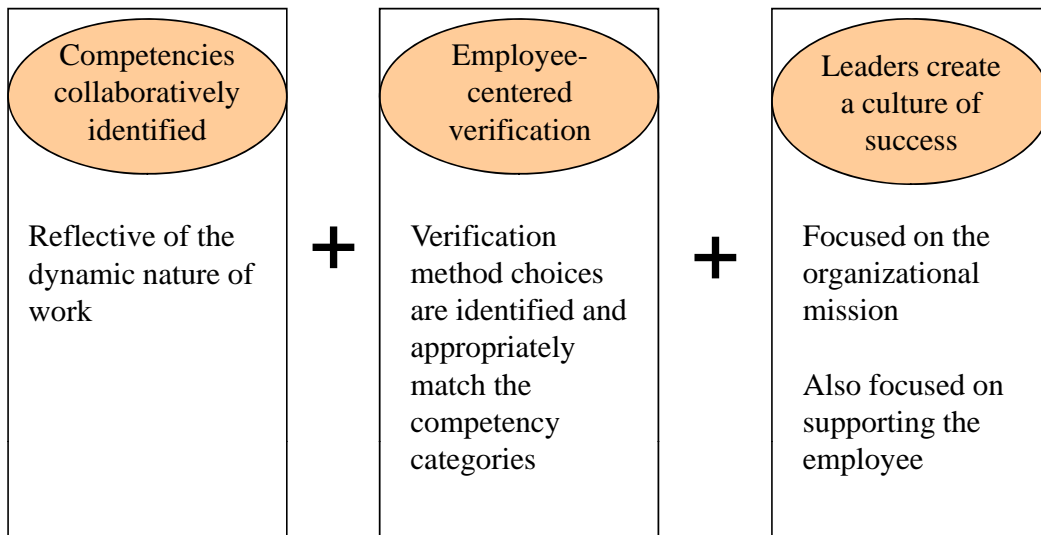 Competencies
collaboratively
identified
Reflective of the
dynamic nature of
work
+
Employee-
centered
verification
Verification
method choices
are identified and
appropriately
match the
competency
categories
+
Leaders create
a culture of
success
Focused on the
organizational
mission
Also focused on
supporting the
employee